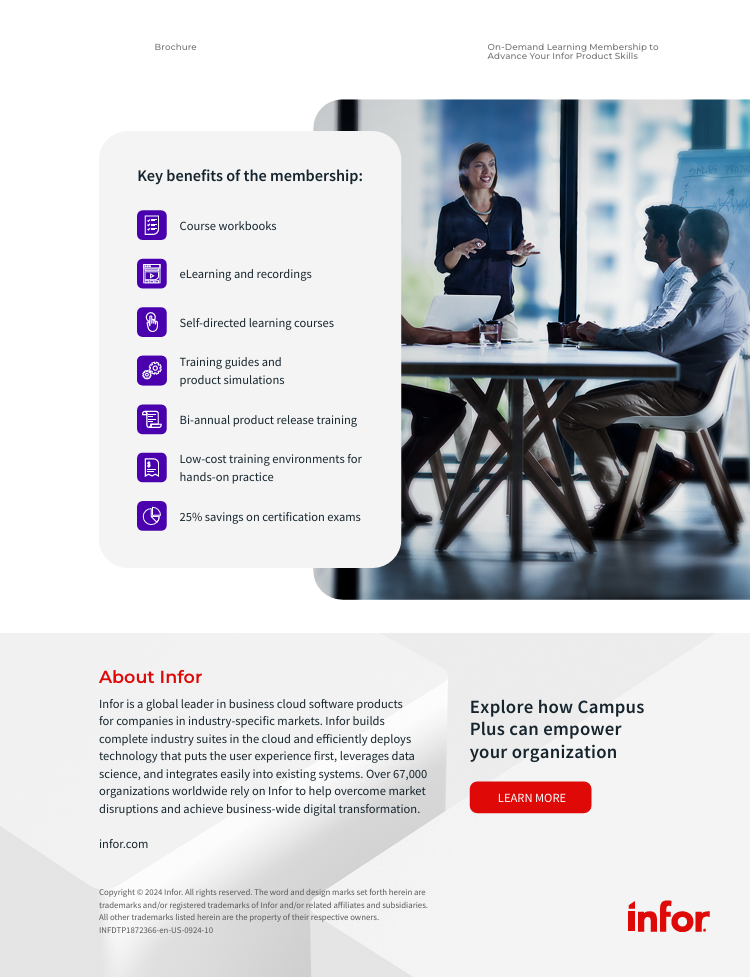 Brochure
On-Demand Learning Membership to
Advance Your Infor Product Skills
Key benefits of the membership:
Course workbooks
eLearning and recordings
Self-directed learning courses
Training guides and
product simulations
Bi-annual product release training
Low-cost training environments for
hands-on practice
25% savings on certification exams
About Infor
Infor is a global leader in business cloud software products
for companies in industry-specific markets. Infor builds
complete industry suites in the cloud and efficiently deploys
technology that puts the user experience first, leverages data
science, and integrates easily into existing systems. Over 67,000
organizations worldwide rely on Infor to help overcome market
disruptions and achieve business-wide digital transformation.
infor.com
Explore how Campus
Plus can empower
your organization
LEARN MORE
Copyright © 2024 Infor. All rights reserved. The word and design marks set forth herein are
trademarks and/or registered trademarks of Infor and/or related affiliates and subsidiaries.
All other trademarks listed herein are the property of their respective owners.
INFDTP1872366-en-US-0924-10
infor